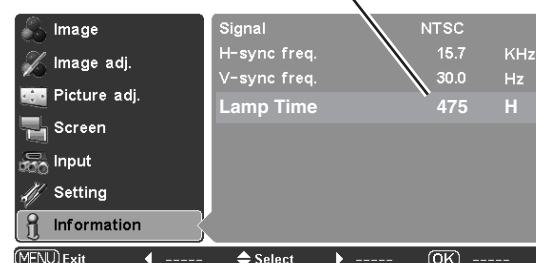 Image
Image adj.
Picture adj.
Screen
Input
Setting
Information
Signal NTSC
H-sync freq. 15.7 KHz
V-sync freq. 30.0 Hz
Lamp Time 475 H
MENU Exit ----- Select ----- OK -----